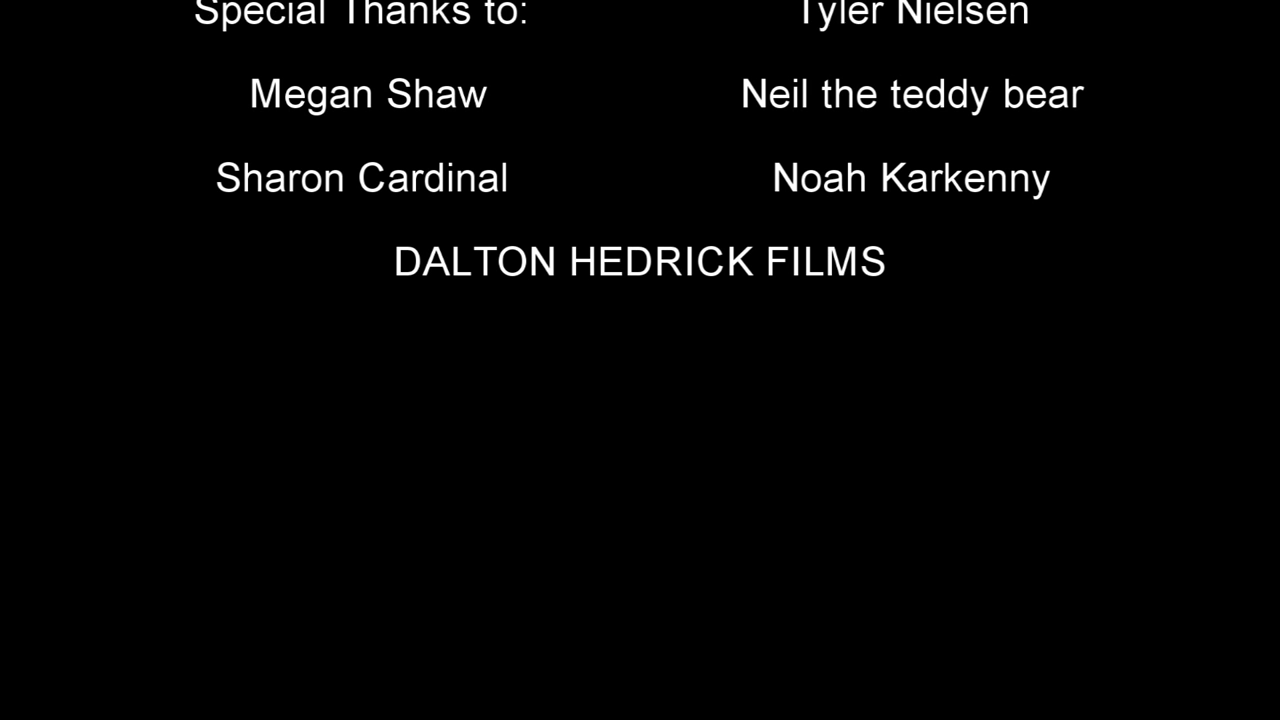 Special Thanks to: Tyler Nielsen
Megan Shaw Neil the teddy bear
Sharon Cardinal Noah Karkenny
DALTON HEDRICK FILMS